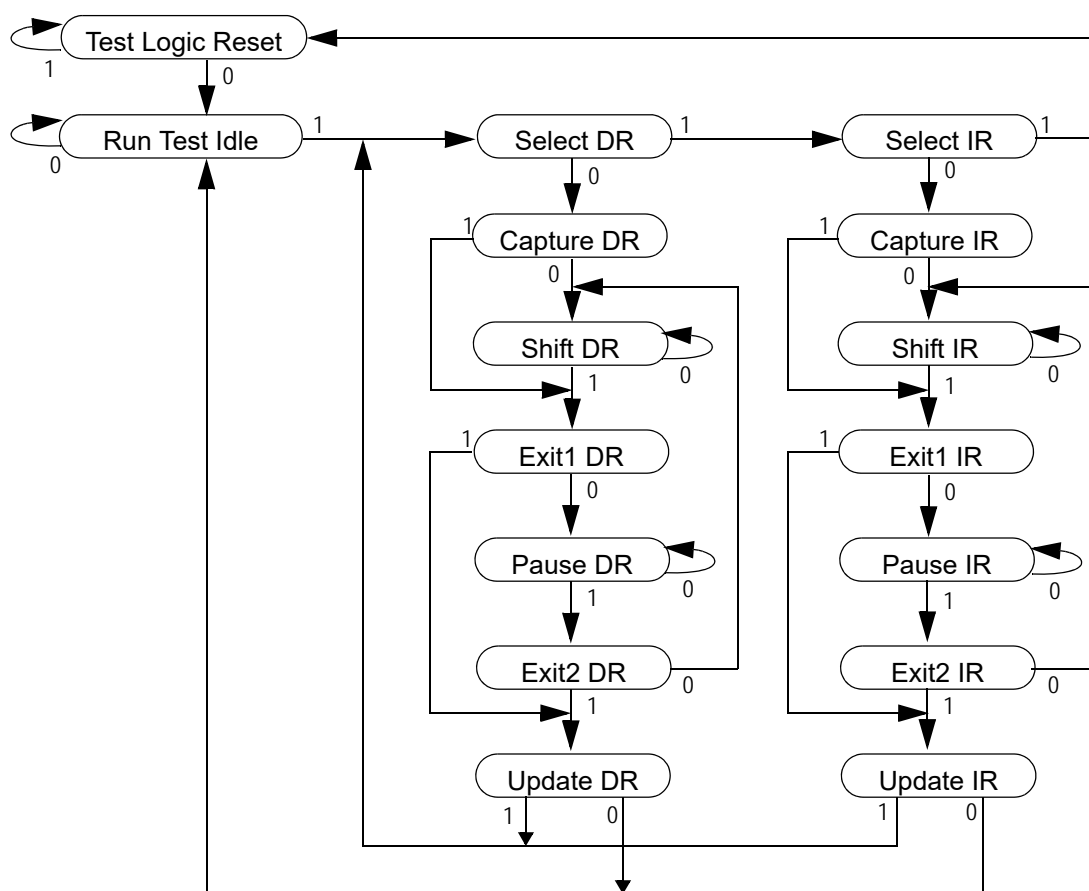 Test Logic Reset
1
0
Run Test Idle
1
Select DR
1
Select IR
1
0
0
0
1
Capture DR
1
Capture IR
0
0
Shift DR
Shift IR
0
0
1
1
1
Exit1 DR
1
Exit1 IR
0
0
Pause DR
Pause IR
0
0
1
1
Exit2 DR
Exit2 IR
0
0
1
1
Update DR
Update IR
1
0
1
0